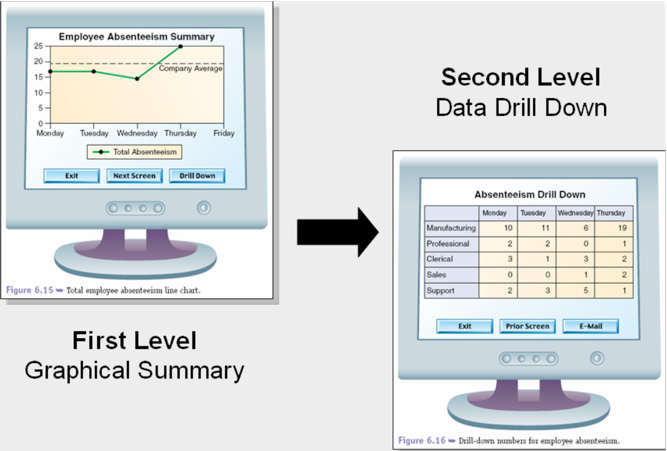 Employee Absenteeism Summary
25
20
15
10
5
0
Company Average
Monday Tuesday Wednesday Thursday Friday
Total Absenteeism
Exit Next Screen Drill Down
Figure 6.15 ➥ Total employee absenteeism line chart.
First Level
Graphical Summary
Second Level
Data Drill Down
Absenteeism Drill Down
Monday Tuesday Wednesday Thursday
Manufacturing 10 11 6 19
Professional 2 2 0 1
Clerical 3 1 3 2
Sales 0 0 1 2
Support 2 3 5 1
Exit Prior Screen E-Mail
Figure 6.16 ➥ Drill-down numbers for employee absenteeism.